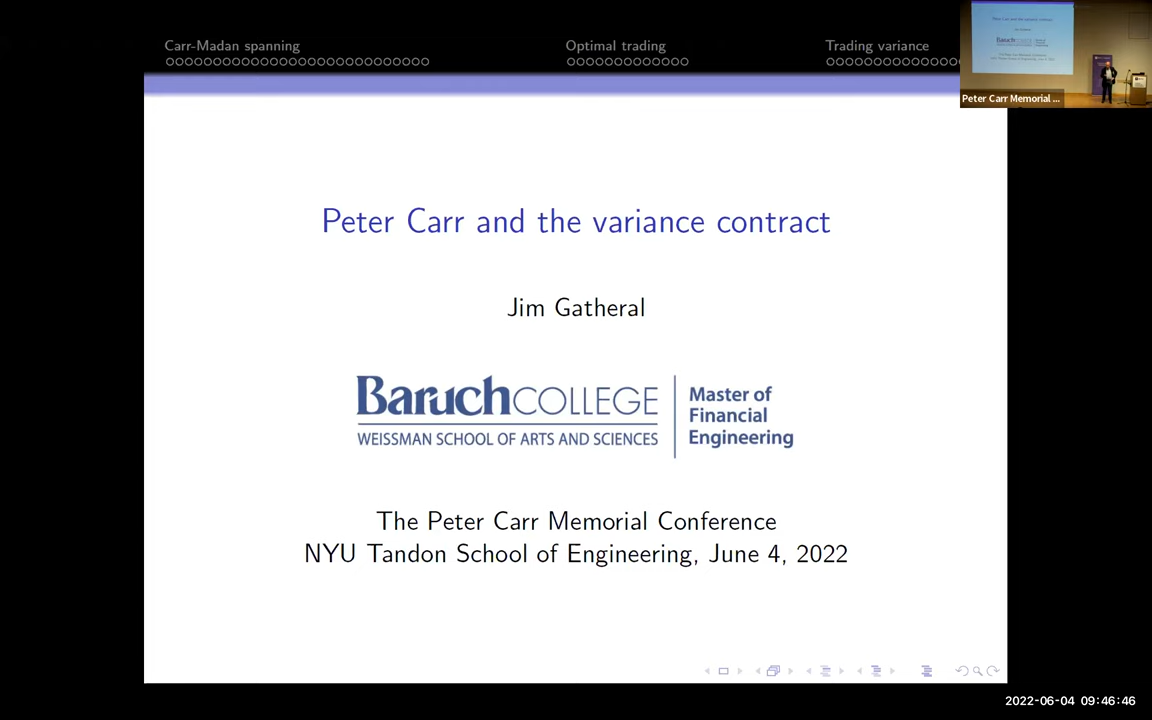 Carr-Madan spanning
Optimal trading
Trading variance
Peter Carr Memorial ...
Peter Carr and the variance contract
Jim Gatheral
Baruch COLLEGE
WEISSMAN SCHOOL OF ARTS AND SCIENCES
Master of
Financial
Engineering
The Peter Carr Memorial Conference
NYU Tandon School of Engineering, June 4, 2022
2022-06-04 09:46:46